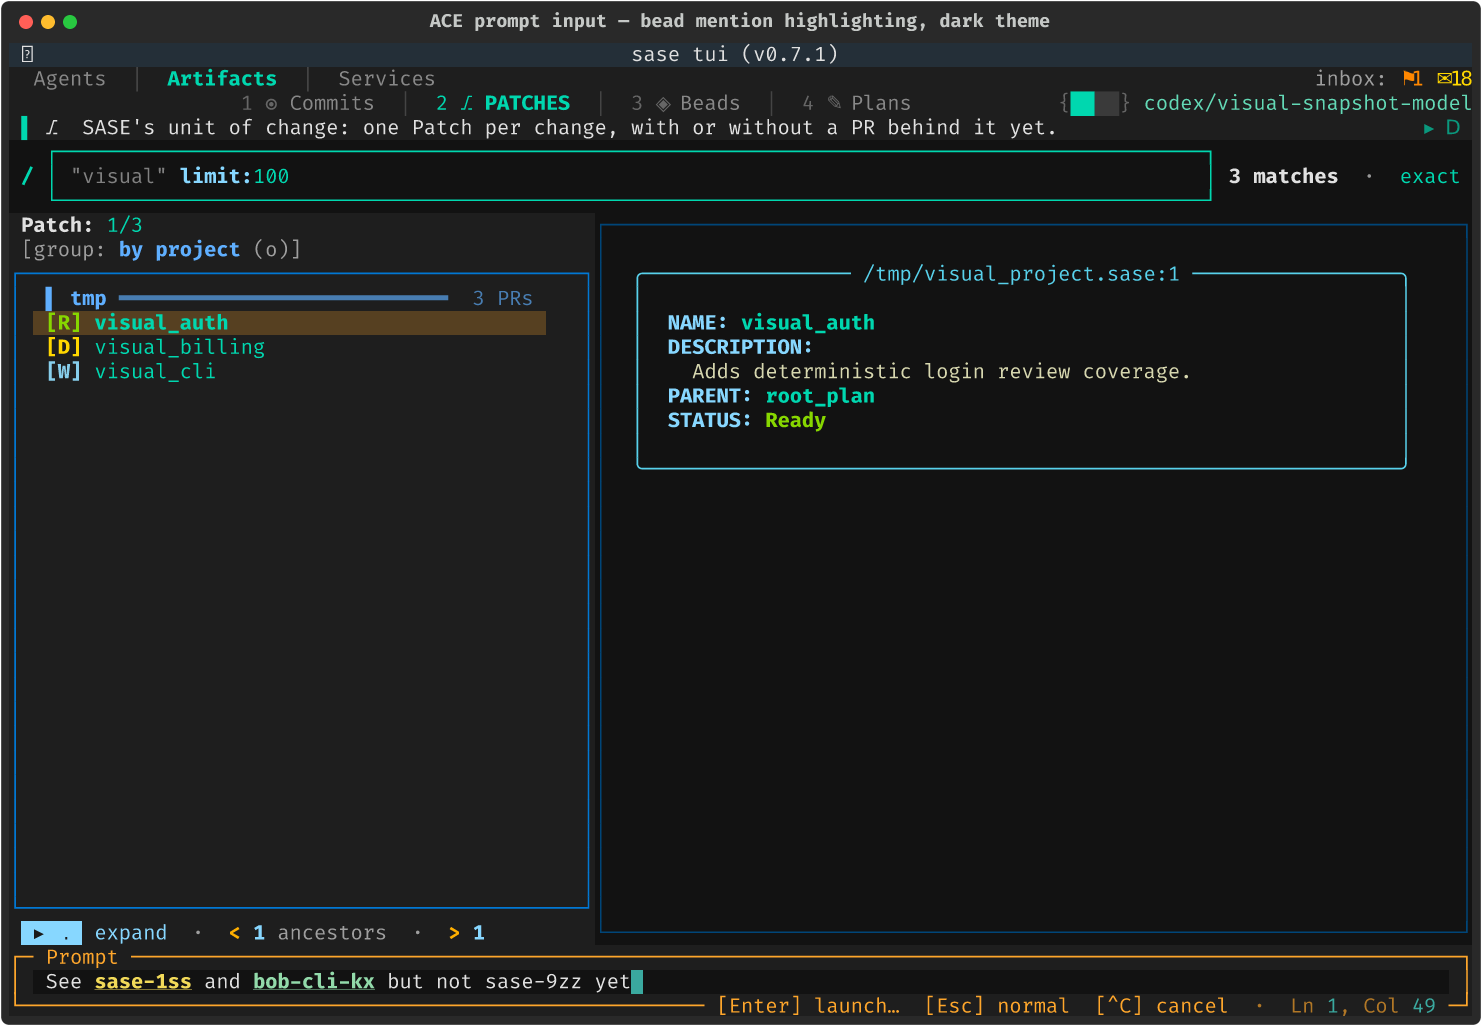 ACE prompt input — bead mention highlighting, dark theme
sase tui (v0.7.1)
Agents │ Artifacts │ Services inbox: ⚑1 ✉18
1 ⊙ Commits │ 2 ⎎ PATCHES │ 3 ◈ Beads │ 4 ✎ Plans { } codex/visual-snapshot-model
⎎ SASE's unit of change: one Patch per change, with or without a PR behind it yet. ▸ D
/ "visual" limit:100 3 matches · exact
Patch: 1/3
[group: by project (o)]
/tmp/visual_project.sase:1
tmp 3 PRs
[R] visual_auth
[D] visual_billing
[W] visual_cli
NAME: visual_auth
DESCRIPTION:
Adds deterministic login review coverage.
PARENT: root_plan
STATUS: Ready
▸ . expand · < 1 ancestors · > 1
Prompt
See sase-1ss and bob-cli-kx but not sase-9zz yet
[Enter] launch… [Esc] normal [^C] cancel · Ln 1, Col 49